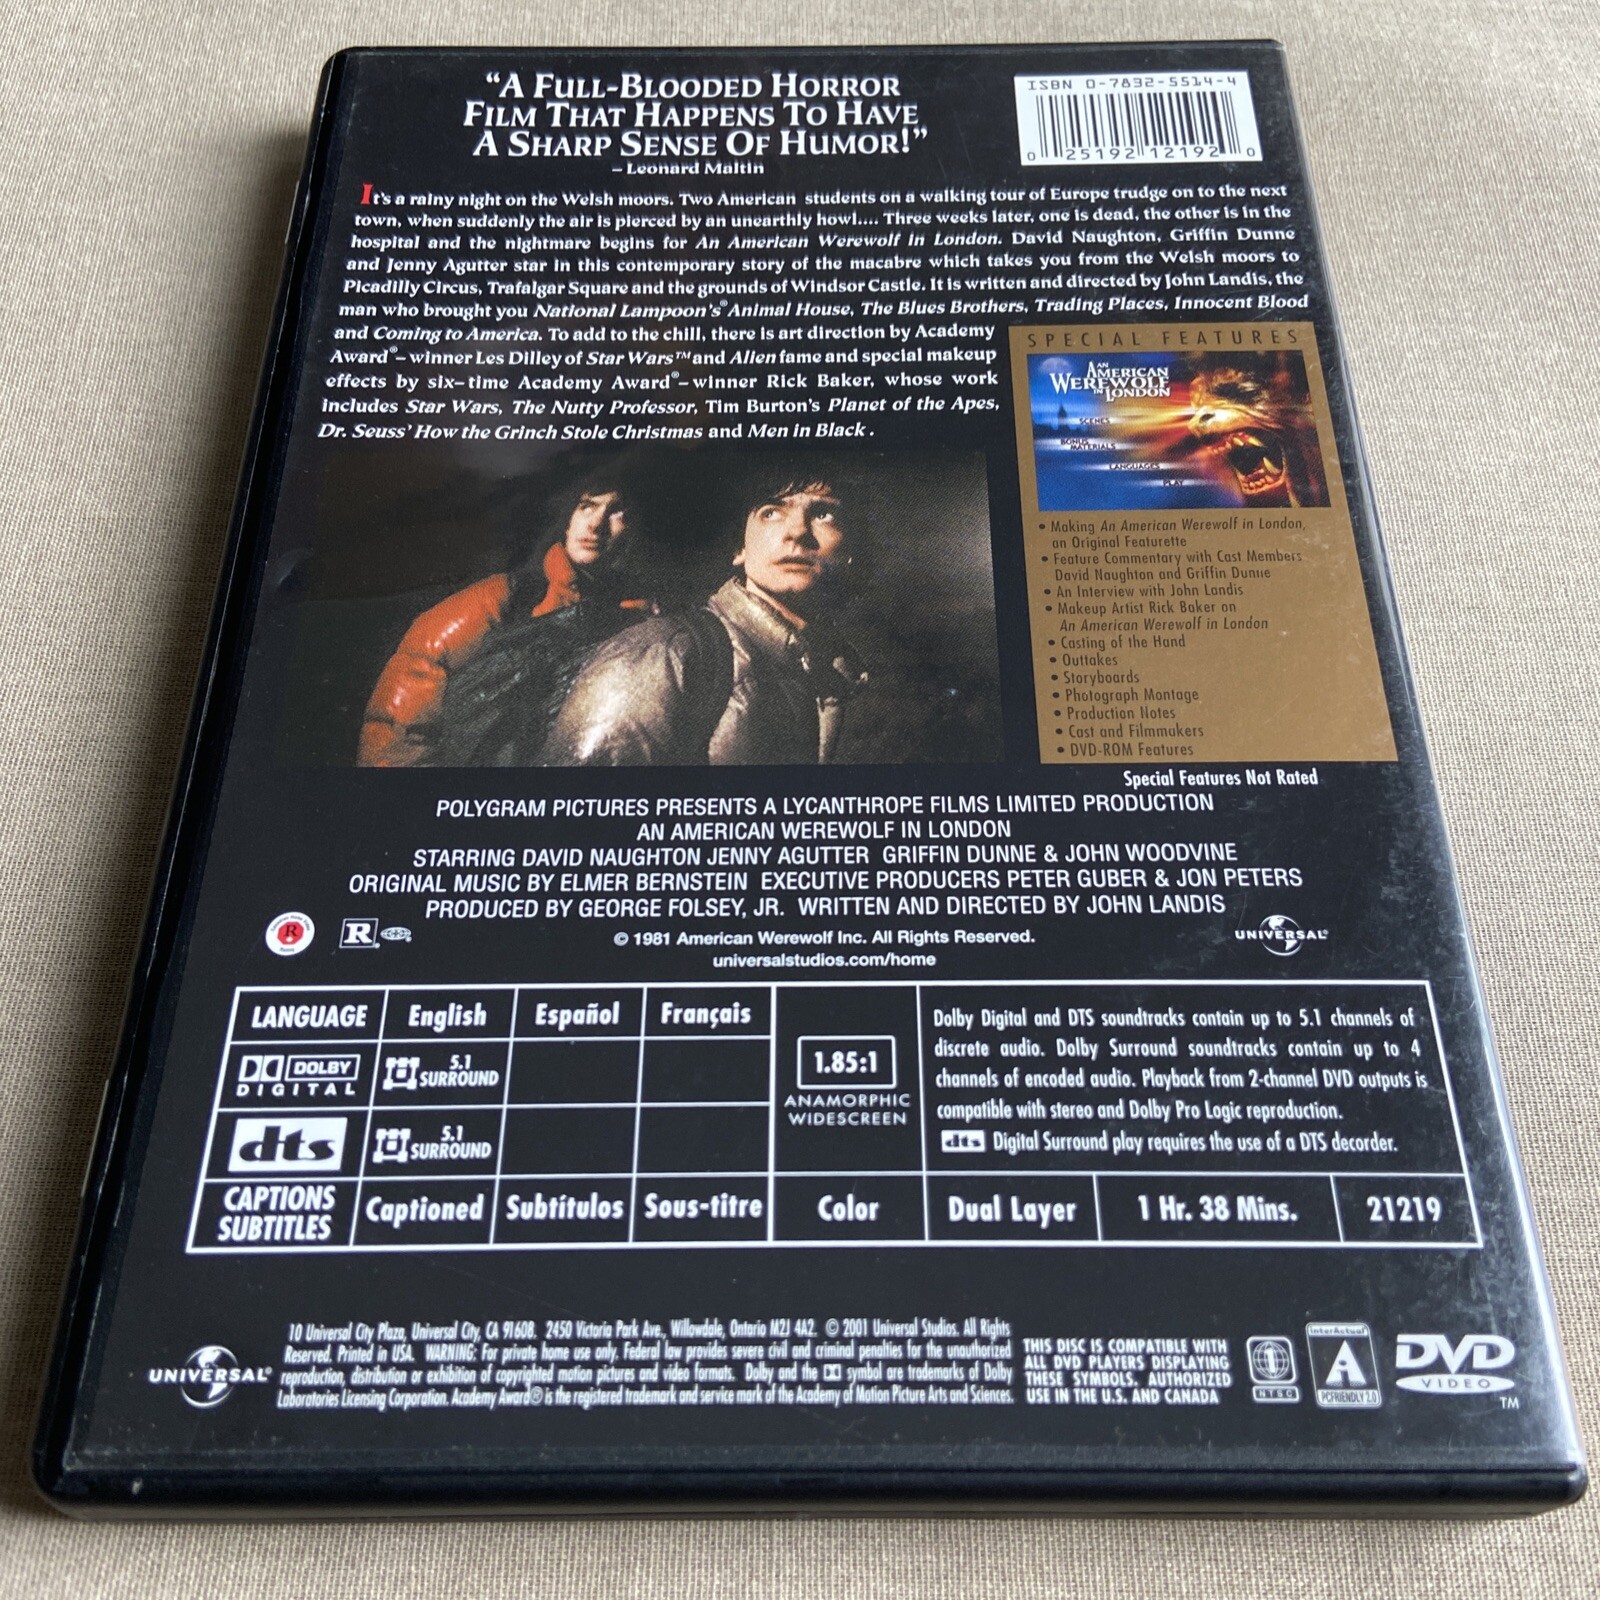 “A FULL-BLOODED HORROR
FILM THAT HAPPENS TO HAVE
A SHARP SENSE OF HUMOR!”
– Leonard Maltin
ISBN 0-7832-5514-4
0 25192 12192 0
It's a rainy night on the Welsh moors. Two American students on a walking tour of Europe trudge on to the next
town, when suddenly the air is pierced by an unearthly howl.... Three weeks later, one is dead, the other is in the
hospital and the nightmare begins for An American Werewolf in London. David Naughton, Griffin Dunne
and Jenny Agutter star in this contemporary story of the macabre which takes you from the Welsh moors to
Picadilly Circus, Trafalgar Square and the grounds of Windsor Castle. It is written and directed by John Landis, the
man who brought you National Lampoon's® Animal House, The Blues Brothers, Trading Places, Innocent Blood
and Coming to America. To add to the chill, there is art direction by Academy
Award®–winner Les Dilley of Star Wars™ and Alien fame and special makeup
effects by six–time Academy Award®–winner Rick Baker, whose work
includes Star Wars, The Nutty Professor, Tim Burton's Planet of the Apes,
Dr. Seuss' How the Grinch Stole Christmas and Men in Black.
SPECIAL FEATURES
AN
AMERICAN
WEREWOLF
IN LONDON
SCENES
BONUS
MATERIALS
LANGUAGES
PLAY
• Making An American Werewolf in London,
an Original Featurette
• Feature Commentary with Cast Members
David Naughton and Griffin Dunne
• An Interview with John Landis
• Makeup Artist Rick Baker on
An American Werewolf in London
• Casting of the Hand
• Outtakes
• Storyboards
• Photograph Montage
• Production Notes
• Cast and Filmmakers
• DVD-ROM Features
Special Features Not Rated
POLYGRAM PICTURES PRESENTS A LYCANTHROPE FILMS LIMITED PRODUCTION
AN AMERICAN WEREWOLF IN LONDON
STARRING DAVID NAUGHTON JENNY AGUTTER GRIFFIN DUNNE & JOHN WOODVINE
ORIGINAL MUSIC BY ELMER BERNSTEIN EXECUTIVE PRODUCERS PETER GUBER & JON PETERS
PRODUCED BY GEORGE FOLSEY, JR. WRITTEN AND DIRECTED BY JOHN LANDIS
R R
© 1981 American Werewolf Inc. All Rights Reserved.
universalstudios.com/home
UNIVERSAL®
LANGUAGE English Español Français
DOLBY
DIGITAL
5.1
SURROUND
dts
5.1
SURROUND
CAPTIONS
SUBTITLES
Captioned Subtítulos Sous-titre
1.85:1
ANAMORPHIC
WIDESCREEN
Dolby Digital and DTS soundtracks contain up to 5.1 channels of
discrete audio. Dolby Surround soundtracks contain up to 4
channels of encoded audio. Playback from 2-channel DVD outputs is
compatible with stereo and Dolby Pro Logic reproduction.
dts Digital Surround play requires the use of a DTS decorder.
Color Dual Layer 1 Hr. 38 Mins. 21219
UNIVERSAL®
10 Universal City Plaza, Universal City, CA 91608. 2450 Victoria Park Ave., Willowdale, Ontario M2J 4A2. © 2001 Universal Studios. All Rights
Reserved. Printed in USA. WARNING: For private home use only. Federal law provides severe civil and criminal penalties for the unauthorized
reproduction, distribution or exhibition of copyrighted motion pictures and video formats. Dolby and the symbol are trademarks of Dolby
Laboratories Licensing Corporation. Academy Award® is the registered trademark and service mark of the Academy of Motion Picture Arts and Sciences.
THIS DISC IS COMPATIBLE WITH
ALL DVD PLAYERS DISPLAYING
THESE SYMBOLS. AUTHORIZED
USE IN THE U.S. AND CANADA
1
NTSC
InterActual
PCFRIENDLY 2.0
DVD
VIDEO
TM